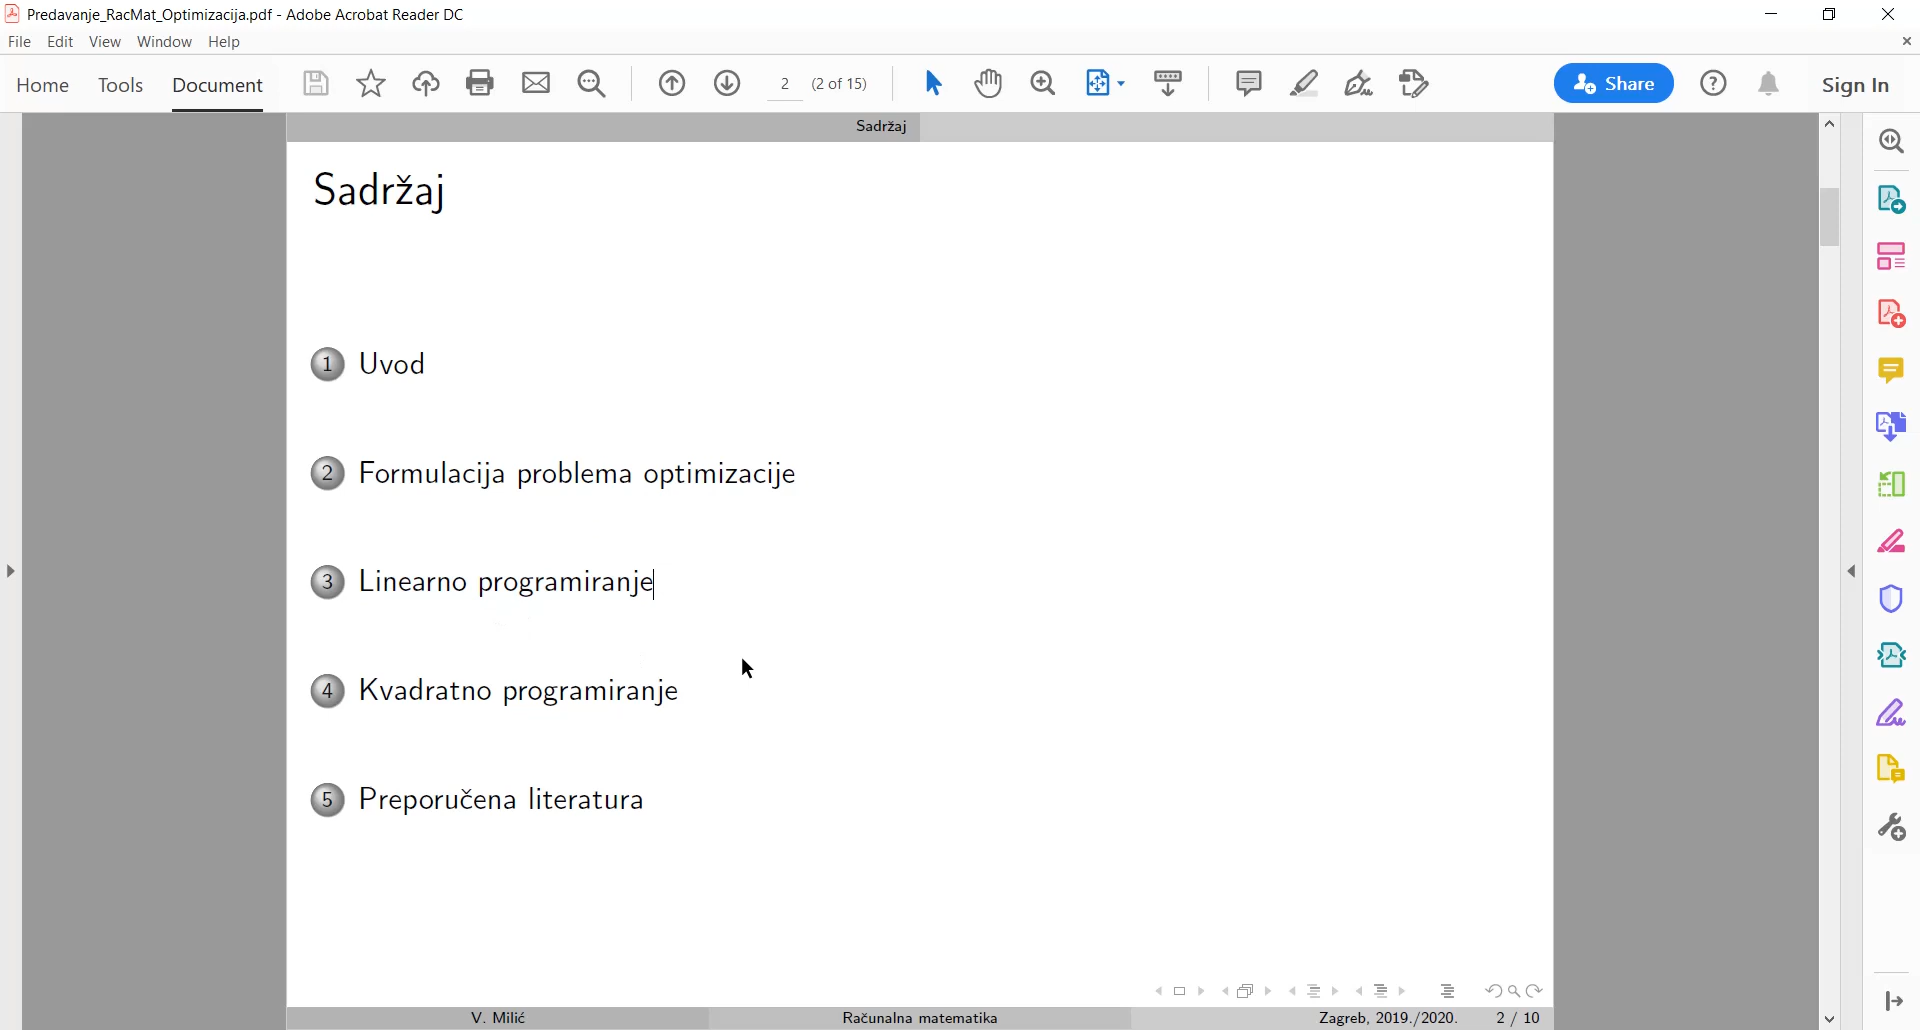 Predavanje_RacMat_Optimizacija.pdf - Adobe Acrobat Reader DC
File Edit View Window Help
Home Tools Document 2 (2 of 15) Share Sign In
Sadržaj
Sadržaj
1 Uvod
2 Formulacija problema optimizacije
3 Linearno programiranje
4 Kvadratno programiranje
5 Preporučena literatura
V. Milić Računalna matematika Zagreb, 2019./2020. 2 / 10